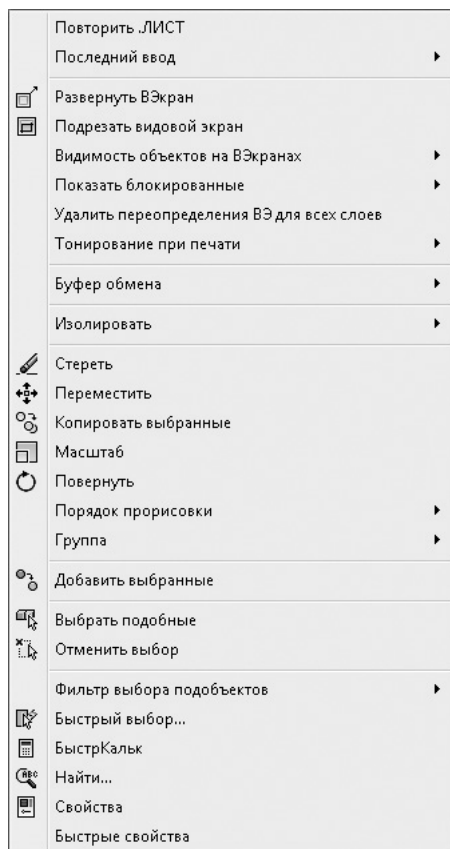 Повторить .ЛИСТ
Последний ввод
Развернуть ВЭкран
Подрезать видовой экран
Видимость объектов на ВЭкранах
Показать блокированные
Удалить переопределения ВЭ для всех слоев
Тонирование при печати
Буфер обмена
Изолировать
Стереть
Переместить
Копировать выбранные
Масштаб
Повернуть
Порядок прорисовки
Группа
Добавить выбранные
Выбрать подобные
Отменить выбор
Фильтр выбора подобъектов
Быстрый выбор...
БыстрКальк
Найти...
Свойства
Быстрые свойства